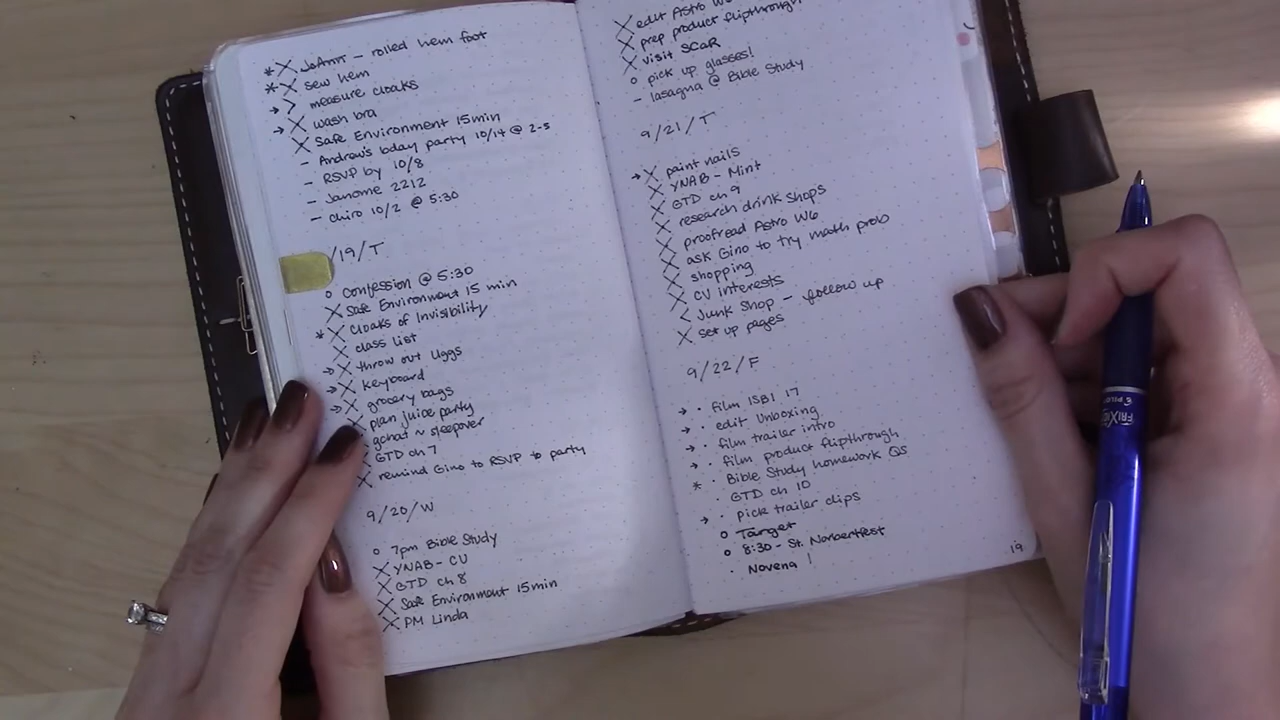 * X JoAnn - rolled hem foot
* X sew hem
→ > measure cloaks
→ X wash bra
X Safe Environment 15min
- Andrew's bday party 10/14 @ 2-5
- RSVP by 10/8
- Janome 2212
- chiro 10/2 @ 5:30
/19/T
o confession @ 5:30
X Safe Environment 15 min
* X Cloaks of Invisibility
X class list
→ X throw out Uggs
→ X keyboard
→ X grocery bags
X plan juice party
gchat ~ sleepover
X GTD ch 7
X remind Gino to RSVP to party
9/20/W
o 7pm Bible Study
X YNAB - CU
X GTD ch 8
X Safe Environment 15min
X PM Linda
X edit Astro W6
X prep product flipthrough
X visit SCAR
o pick up glasses!
- lasagna @ Bible Study
9/21/T
→ X paint nails
X YNAB - Mint
X GTD ch 9
X research drink shops
X proofread Astro W6
X ask Gino to try math prob
X shopping
X CV interests
< Junk Shop - follow up
X set up pages
9/22/F
→ • film ISBI 17
→ • edit Unboxing
→ • film trailer intro
→ • film product flipthrough
* • Bible Study homework QS
• GTD ch 10
→ • pick trailer clips
o Target
o 8:30 - St. Norbertfest
• Novena |
19
FRIXION
PILOT